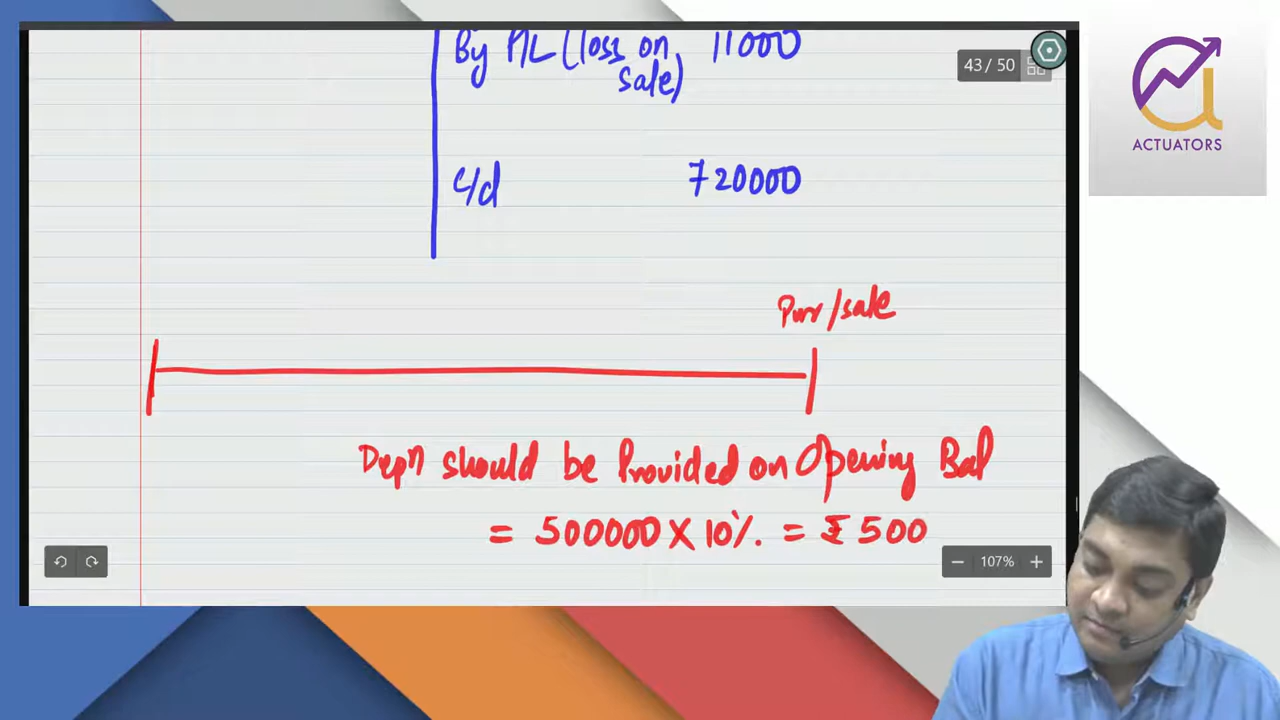 By P/L (loss on 11000
sale)
43 / 50
ACTUATORS
c/d 720000
Purr/sale
Depn should be Provided on Opening Bal
= 500000 X 10%. = ₹ 500
107%